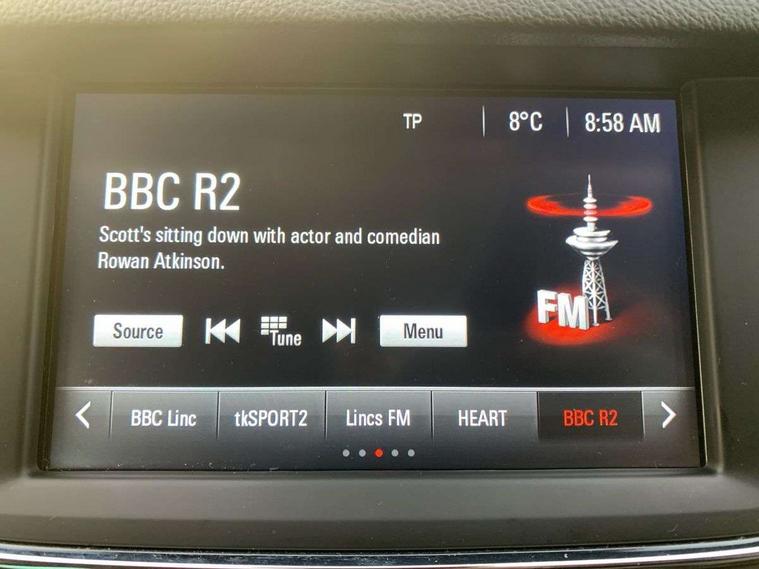 TP 8°C 8:58 AM
BBC R2
Scott's sitting down with actor and comedian
Rowan Atkinson.
FM
Source Tune Menu
BBC Linc tkSPORT2 Lincs FM HEART BBC R2